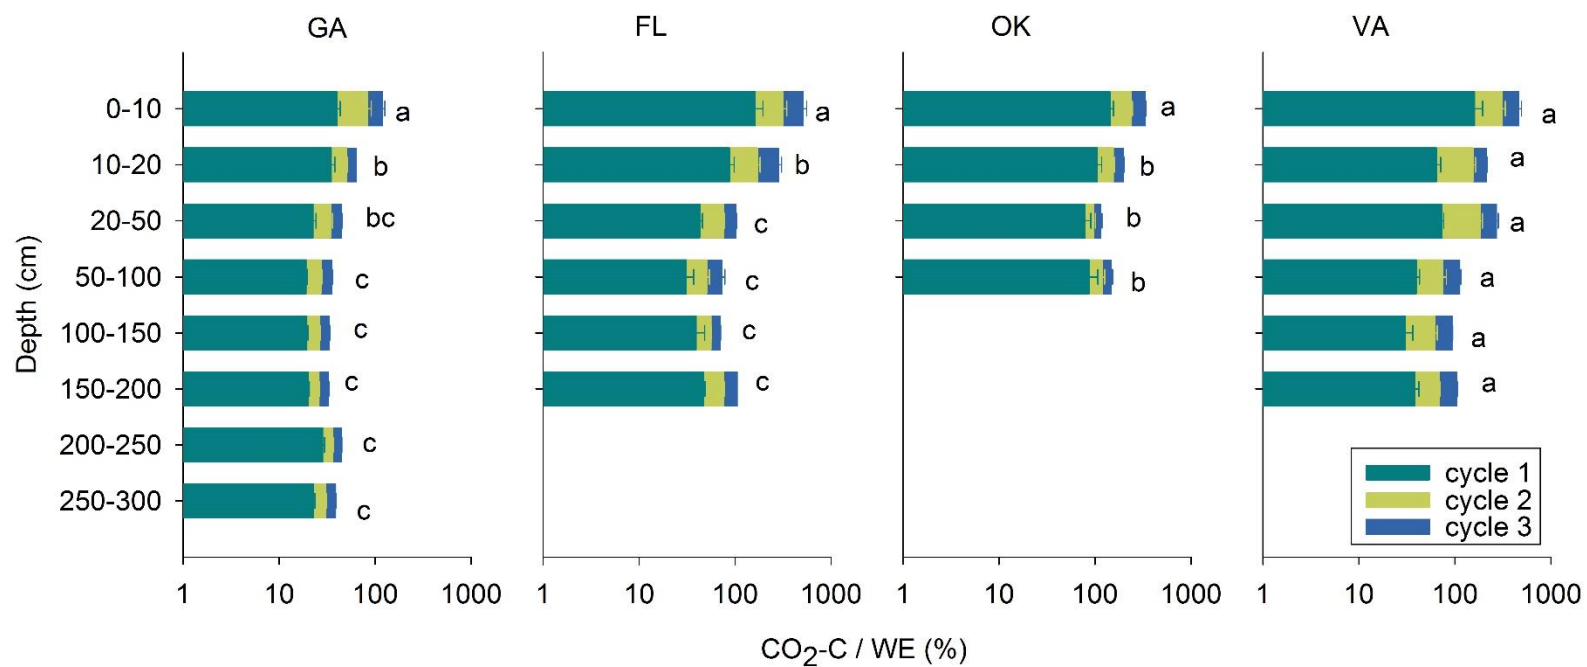 GA FL OK VA
0-10 a a a a
10-20 b b b a
20-50 bc c b a
50-100 c c b a
100-150 c c a
150-200 c c a
200-250 c
250-300 c
Depth (cm)
cycle 1
cycle 2
cycle 3
1 10 100 1000 1 10 100 1000 1 10 100 1000 1 10 100 1000
CO2-C / WE (%)